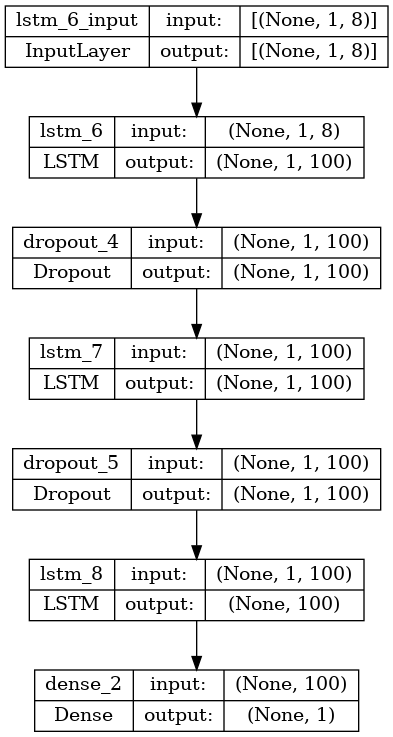 lstm_6_input input: [(None, 1, 8)]
InputLayer output: [(None, 1, 8)]
lstm_6 input: (None, 1, 8)
LSTM output: (None, 1, 100)
dropout_4 input: (None, 1, 100)
Dropout output: (None, 1, 100)
lstm_7 input: (None, 1, 100)
LSTM output: (None, 1, 100)
dropout_5 input: (None, 1, 100)
Dropout output: (None, 1, 100)
lstm_8 input: (None, 1, 100)
LSTM output: (None, 100)
dense_2 input: (None, 100)
Dense output: (None, 1)